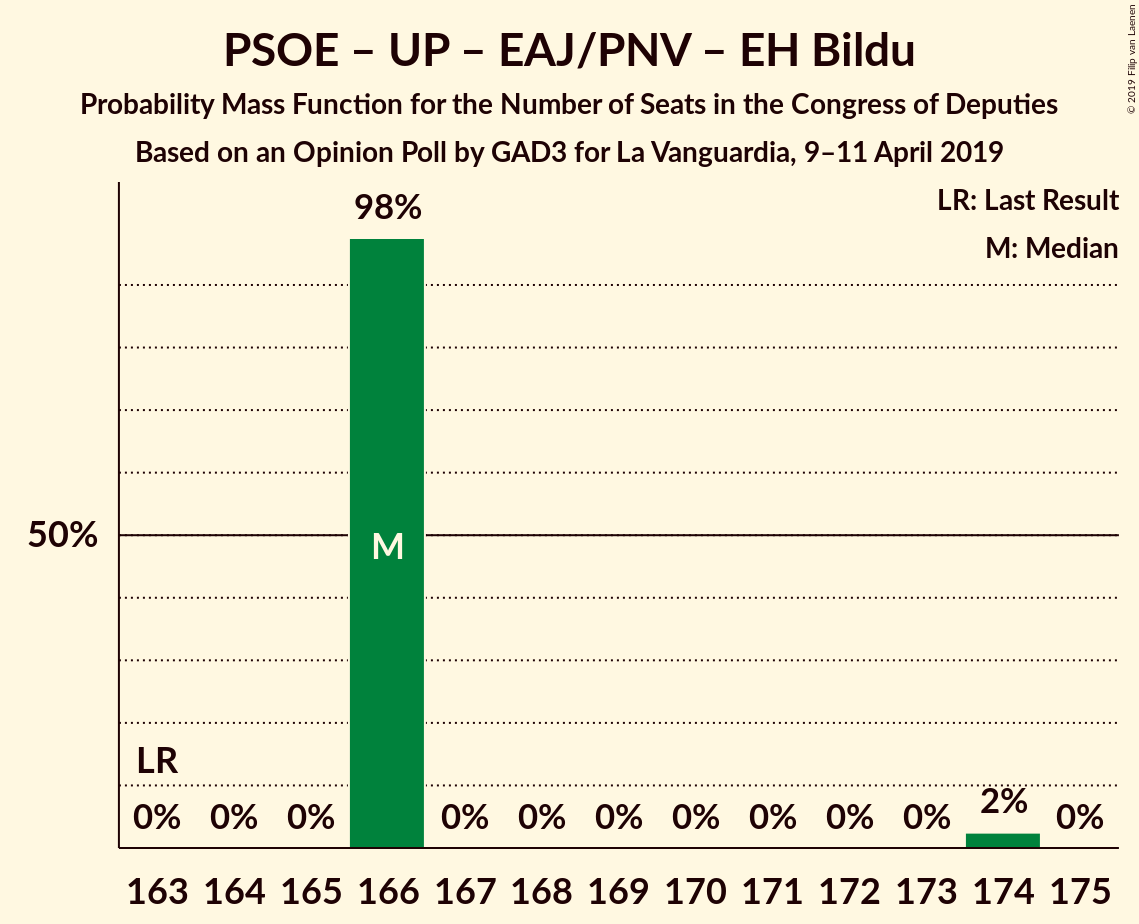 PSOE – UP – EAJ/PNV – EH Bildu
Probability Mass Function for the Number of Seats in the Congress of Deputies
Based on an Opinion Poll by GAD3 for La Vanguardia, 9–11 April 2019
© 2019 Filip van Laenen
LR: Last Result
M: Median
98%
50%
M
LR
0% 0% 0% 0% 0% 0% 0% 0% 0% 0% 2% 0%
163 164 165 166 167 168 169 170 171 172 173 174 175